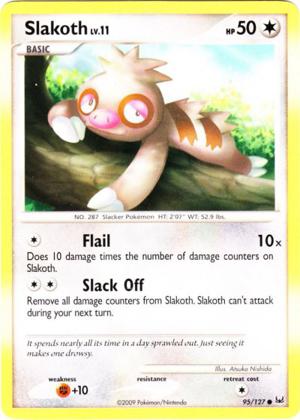 Slakoth LV.11 HP 50
BASIC
NO. 287 Slacker Pokémon HT: 2'07" WT: 52.9 lbs.
Flail 10×
Does 10 damage times the number of damage counters on
Slakoth.
Slack Off
Remove all damage counters from Slakoth. Slakoth can't attack
during your next turn.
It spends nearly all its time in a day sprawled out. Just seeing it
makes one drowsy.
Illus. Atsuko Nishida
weakness resistance retreat cost
+10
©2009 Pokémon/Nintendo 95/127